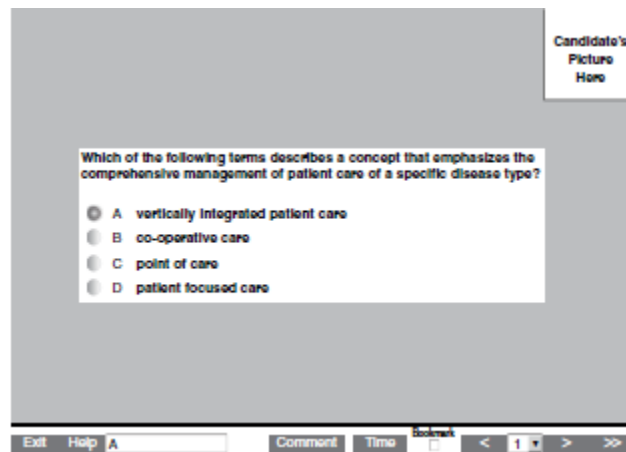 Candidate's
Picture
Here
Which of the following terms describes a concept that emphasizes the
comprehensive management of patient care of a specific disease type?
A vertically integrated patient care
B co-operative care
C point of care
D patient focused care
Bookmark
Exit Help A Comment Time < 1 > >>